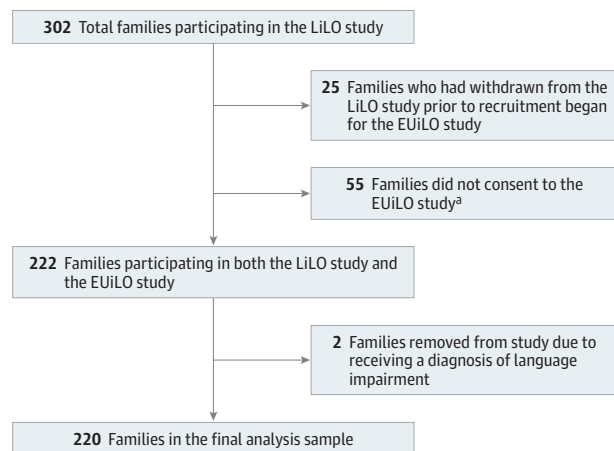 302 Total families participating in the LiLO study
25 Families who had withdrawn from the
LiLO study prior to recruitment began
for the EUiLO study
55 Families did not consent to the
EUiLO studyᵃ
222 Families participating in both the LiLO study and
the EUiLO study
2 Families removed from study due to
receiving a diagnosis of language
impairment
220 Families in the final analysis sample